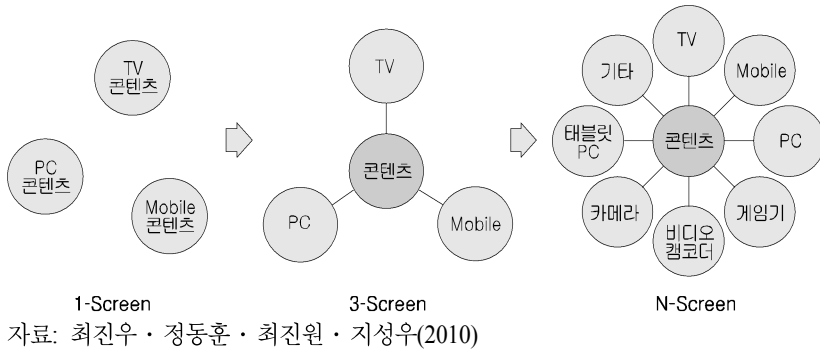 TV
콘텐츠
PC
콘텐츠
Mobile
콘텐츠
1-Screen
TV
콘텐츠
PC
Mobile
3-Screen
TV
기타
Mobile
태블릿
PC
콘텐츠
PC
카메라
게임기
비디오
캠코더
N-Screen
자료: 최진우·정동훈·최진원·지성우(2010)